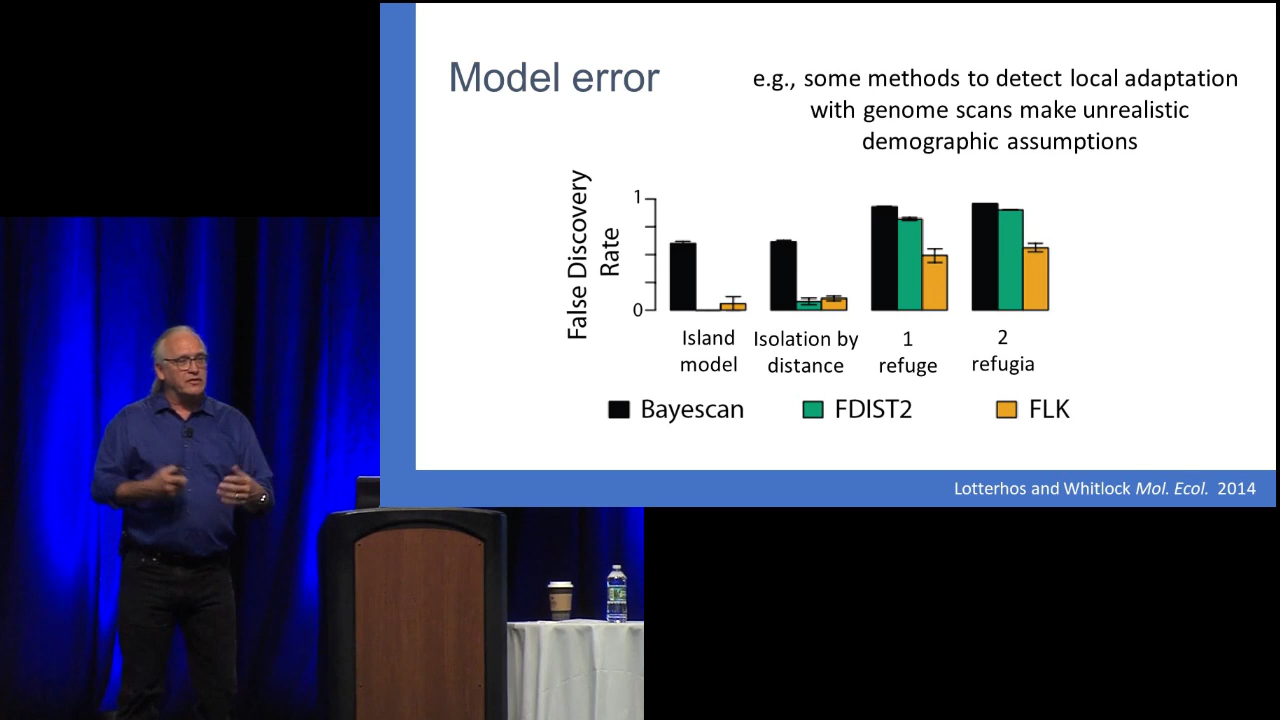 Model error
e.g., some methods to detect local adaptation
with genome scans make unrealistic
demographic assumptions
False Discovery
Rate
1
0
Island
model
Isolation by
distance
1
refuge
2
refugia
Bayescan
FDIST2
FLK
Lotterhos and Whitlock Mol. Ecol. 2014